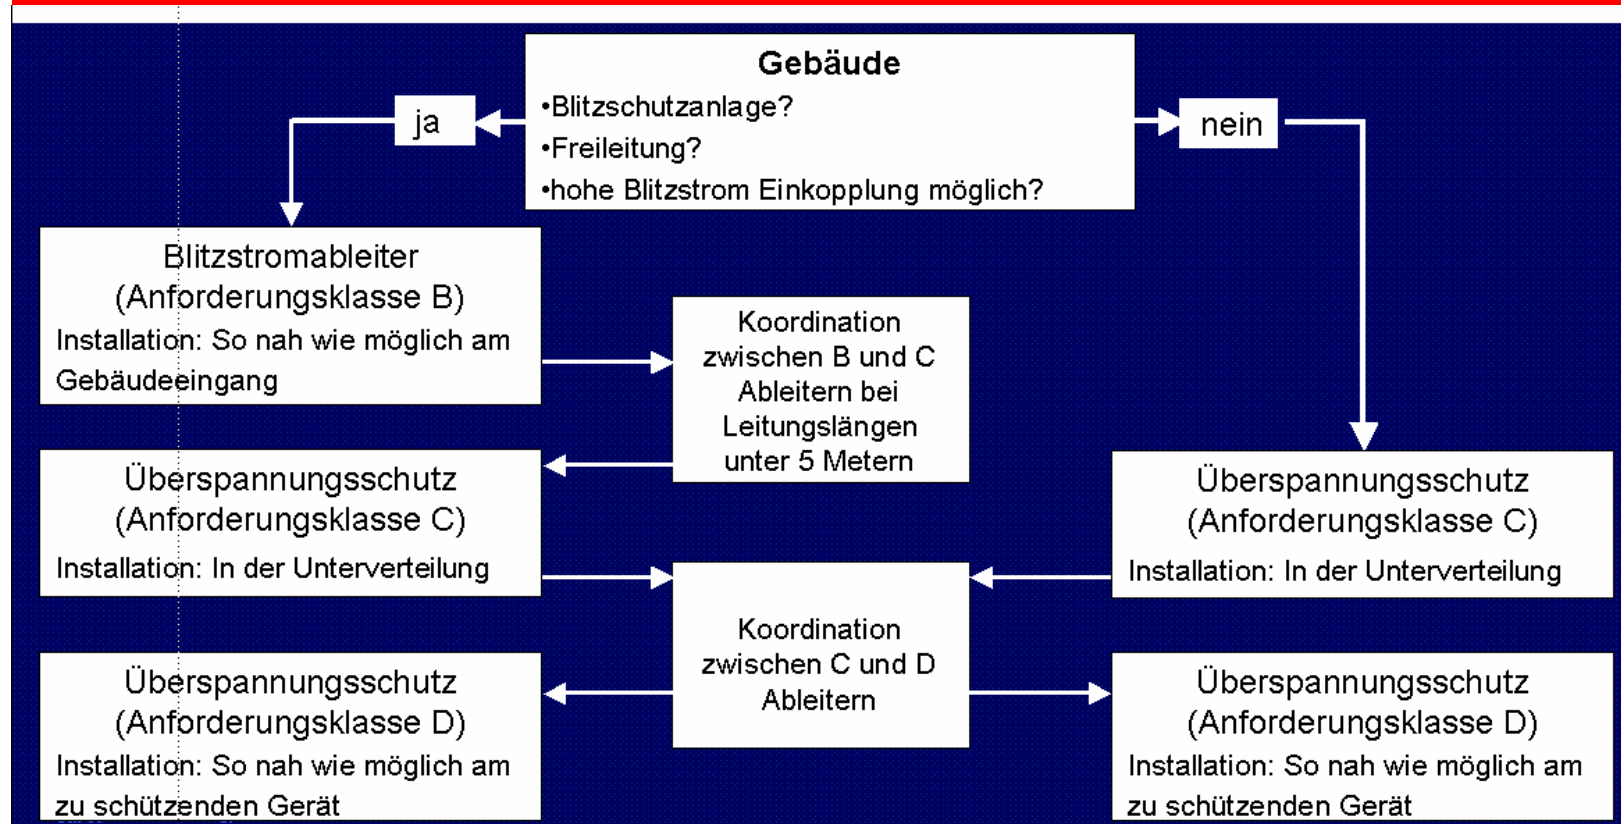 Gebäude
•Blitzschutzanlage?
•Freileitung?
•hohe Blitzstrom Einkopplung möglich?
ja
nein
Blitzstromableiter
(Anforderungsklasse B)
Installation: So nah wie möglich am
Gebäudeeingang
Koordination
zwischen B und C
Ableitern bei
Leitungslängen
unter 5 Metern
Überspannungsschutz
(Anforderungsklasse C)
Installation: In der Unterverteilung
Überspannungsschutz
(Anforderungsklasse C)
Installation: In der Unterverteilung
Koordination
zwischen C und D
Ableitern
Überspannungsschutz
(Anforderungsklasse D)
Installation: So nah wie möglich am
zu schützenden Gerät
Überspannungsschutz
(Anforderungsklasse D)
Installation: So nah wie möglich am
zu schützenden Gerät